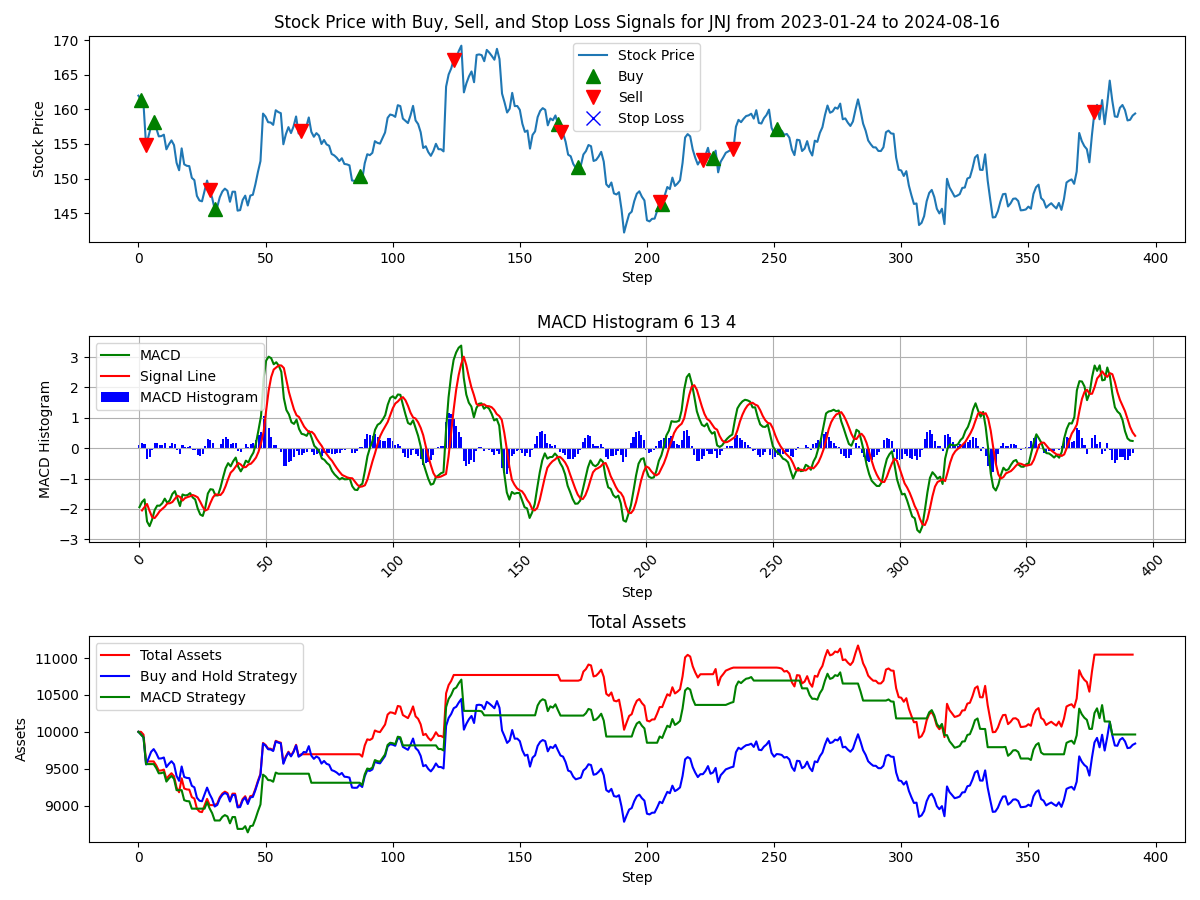 Stock Price with Buy, Sell, and Stop Loss Signals for JNJ from 2023-01-24 to 2024-08-16
170
165
160
155
150
145
Stock Price
Stock Price
Buy
Sell
Stop Loss
0 50 100 150 200 250 300 350 400
Step
MACD Histogram 6 13 4
3
2
1
0
−1
−2
−3
MACD Histogram
MACD
Signal Line
MACD Histogram
0 50 100 150 200 250 300 350 400
Step
Total Assets
11000
10500
10000
9500
9000
Assets
Total Assets
Buy and Hold Strategy
MACD Strategy
0 50 100 150 200 250 300 350 400
Step